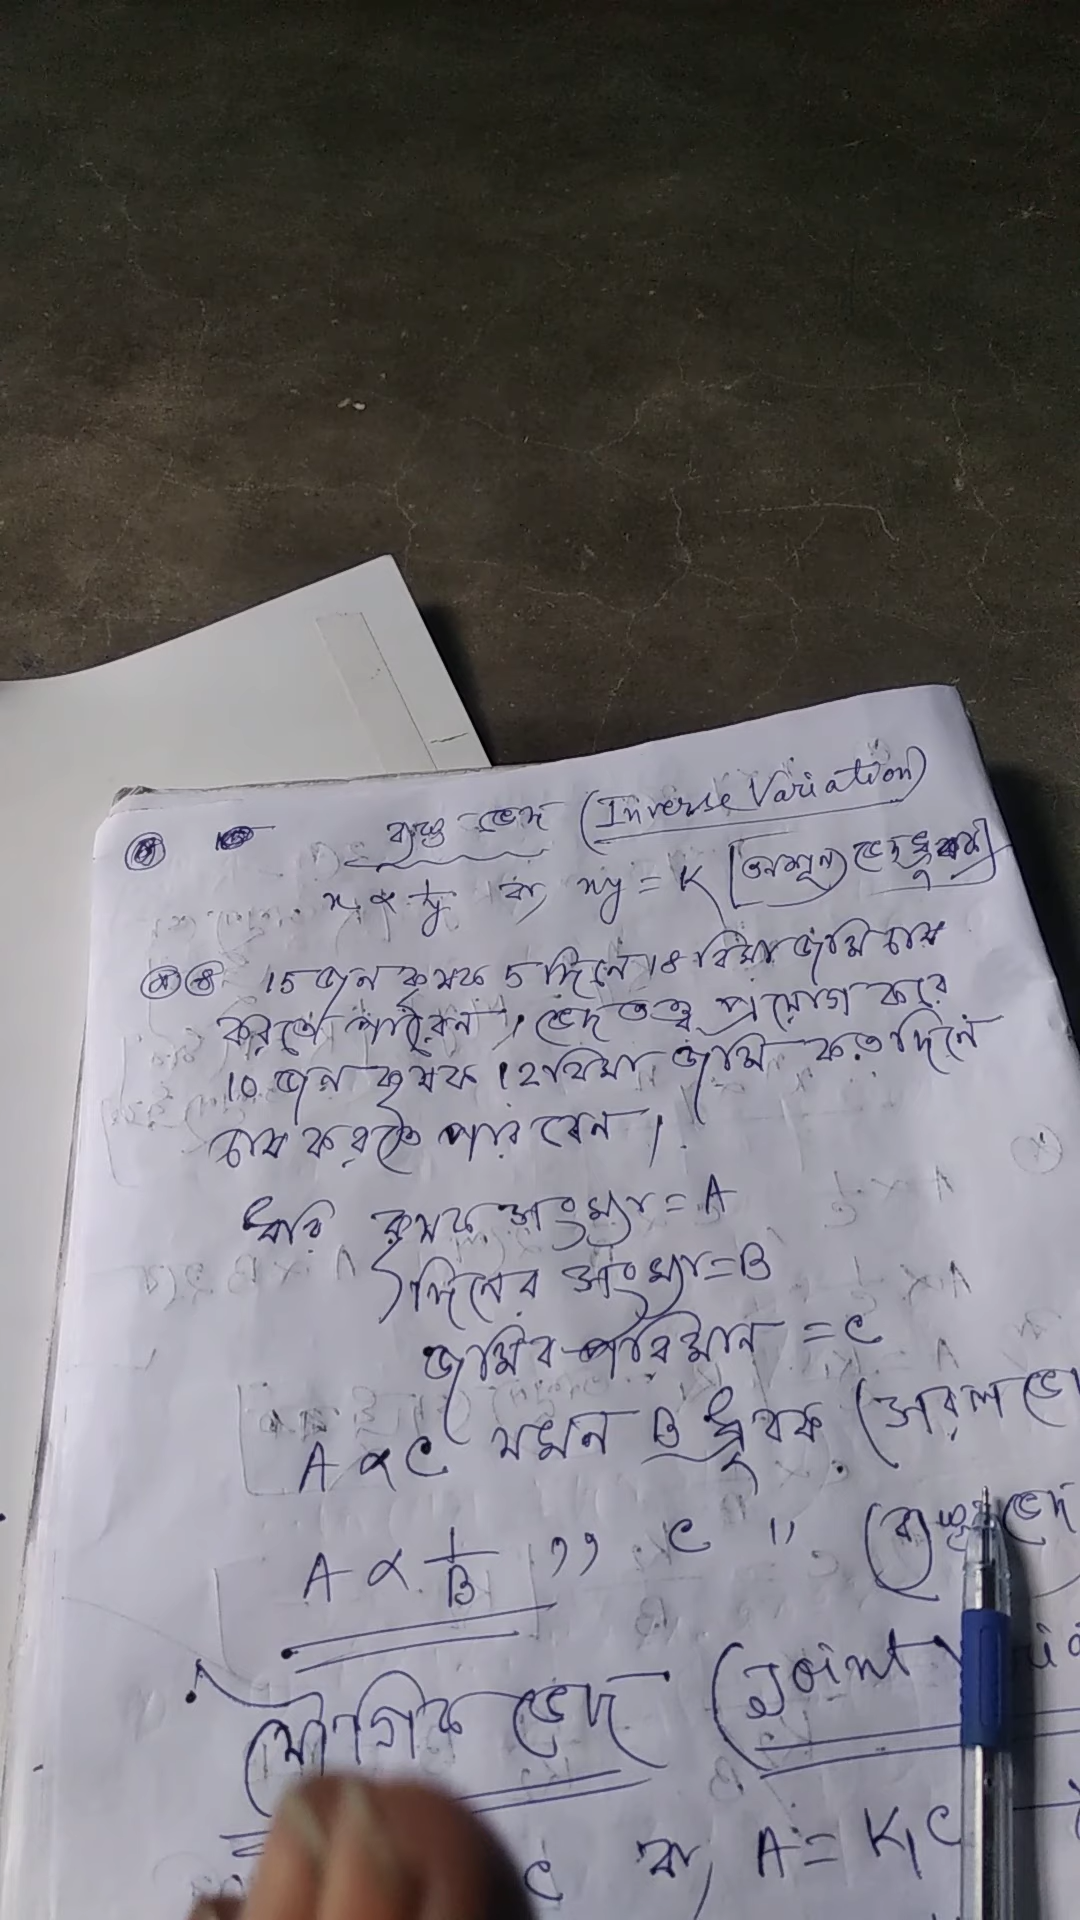 ব্যস্ত ভেদ (Inverse Variation)
x ∝ 1/y বা, xy = K [অশূন্য ভেদ ধ্রুবক]
15 জন কৃষক 5 দিনে 18 বিঘা জমি চাষ
করতে পারেন। ভেদ তত্ত্ব প্রয়োগ করে
10 জন কৃষক 12 বিঘা জমি কতদিনে
চাষ করতে পারবেন।
ধরি কৃষক সংখ্যা = A
দিনের সংখ্যা = B
জমির পরিমান = C
A ∝ C যখন B ধ্রুবক (সরল ভে
A ∝ 1/B ,, C " (ব্যস্ত ভেদ
যৌগিক ভেদ (Joint
C বা, A = K₁C